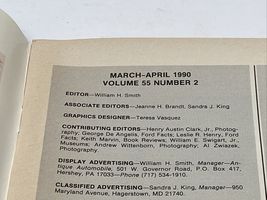 MARCH-APRIL 1990
VOLUME 55 NUMBER 2
EDITOR—William H. Smith
ASSOCIATE EDITORS—Jeanne H. Brandt, Sandra J. King
GRAPHICS DESIGNER—Teresa Vasquez
CONTRIBUTING EDITORS—Henry Austin Clark, Jr., Photog-
raphy; George De Angelis, Ford Facts; Leslie R. Henry, Ford
Facts; Keith Marvin, Book Reviews; William E. Swigart, Jr.,
Museums; Andrew Wittenborn, Photography; Al Zwiazek,
Photography.
DISPLAY ADVERTISING—William H. Smith, Manager—An-
tique Automobile, 501 W. Governor Road, P.O. Box 417,
Hershey, PA 17033—Phone (717) 534-1910.
CLASSIFIED ADVERTISING—Sandra J. King, Manager—950
Maryland Avenue, Hagerstown, MD 21740.